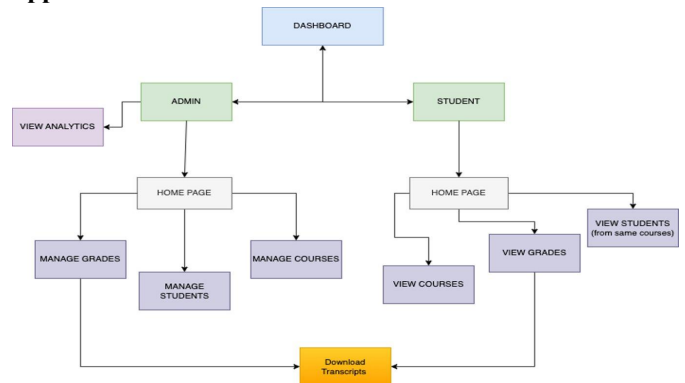 DASHBOARD
ADMIN
STUDENT
VIEW ANALYTICS
HOME PAGE
HOME PAGE
VIEW STUDENTS
(from same courses)
MANAGE GRADES
MANAGE COURSES
VIEW GRADES
MANAGE
STUDENTS
VIEW COURSES
Download
Transcripts